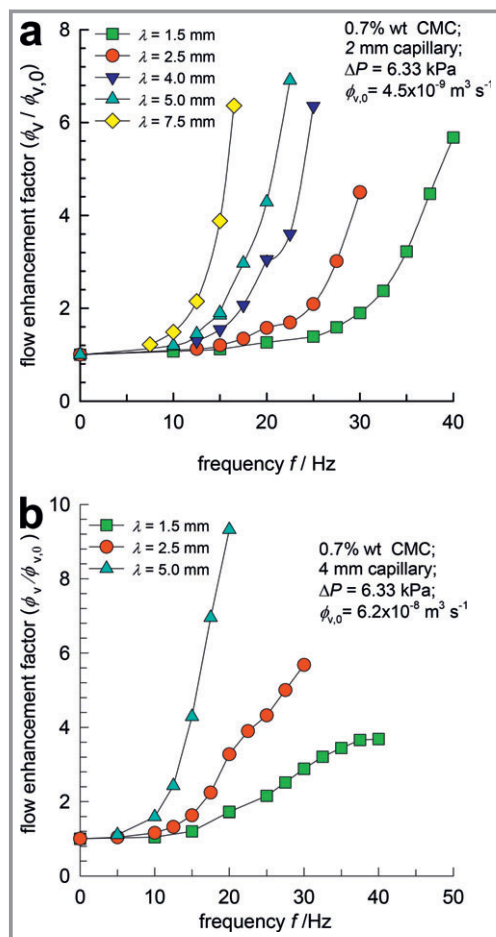 a
λ = 1.5 mm
λ = 2.5 mm
λ = 4.0 mm
λ = 5.0 mm
λ = 7.5 mm
0.7% wt CMC;
2 mm capillary;
ΔP = 6.33 kPa
ϕv,0 = 4.5x10⁻⁹ m³ s⁻¹
flow enhancement factor (ϕv / ϕv,0)
8
6
4
2
0
0 10 20 30 40
frequency f / Hz
b
λ = 1.5 mm
λ = 2.5 mm
λ = 5.0 mm
0.7% wt CMC;
4 mm capillary;
ΔP = 6.33 kPa;
ϕv,0= 6.2x10⁻⁸ m³ s⁻¹
flow enhancement factor (ϕv/ϕv,0)
10
8
6
4
2
0
0 10 20 30 40 50
frequency f /Hz